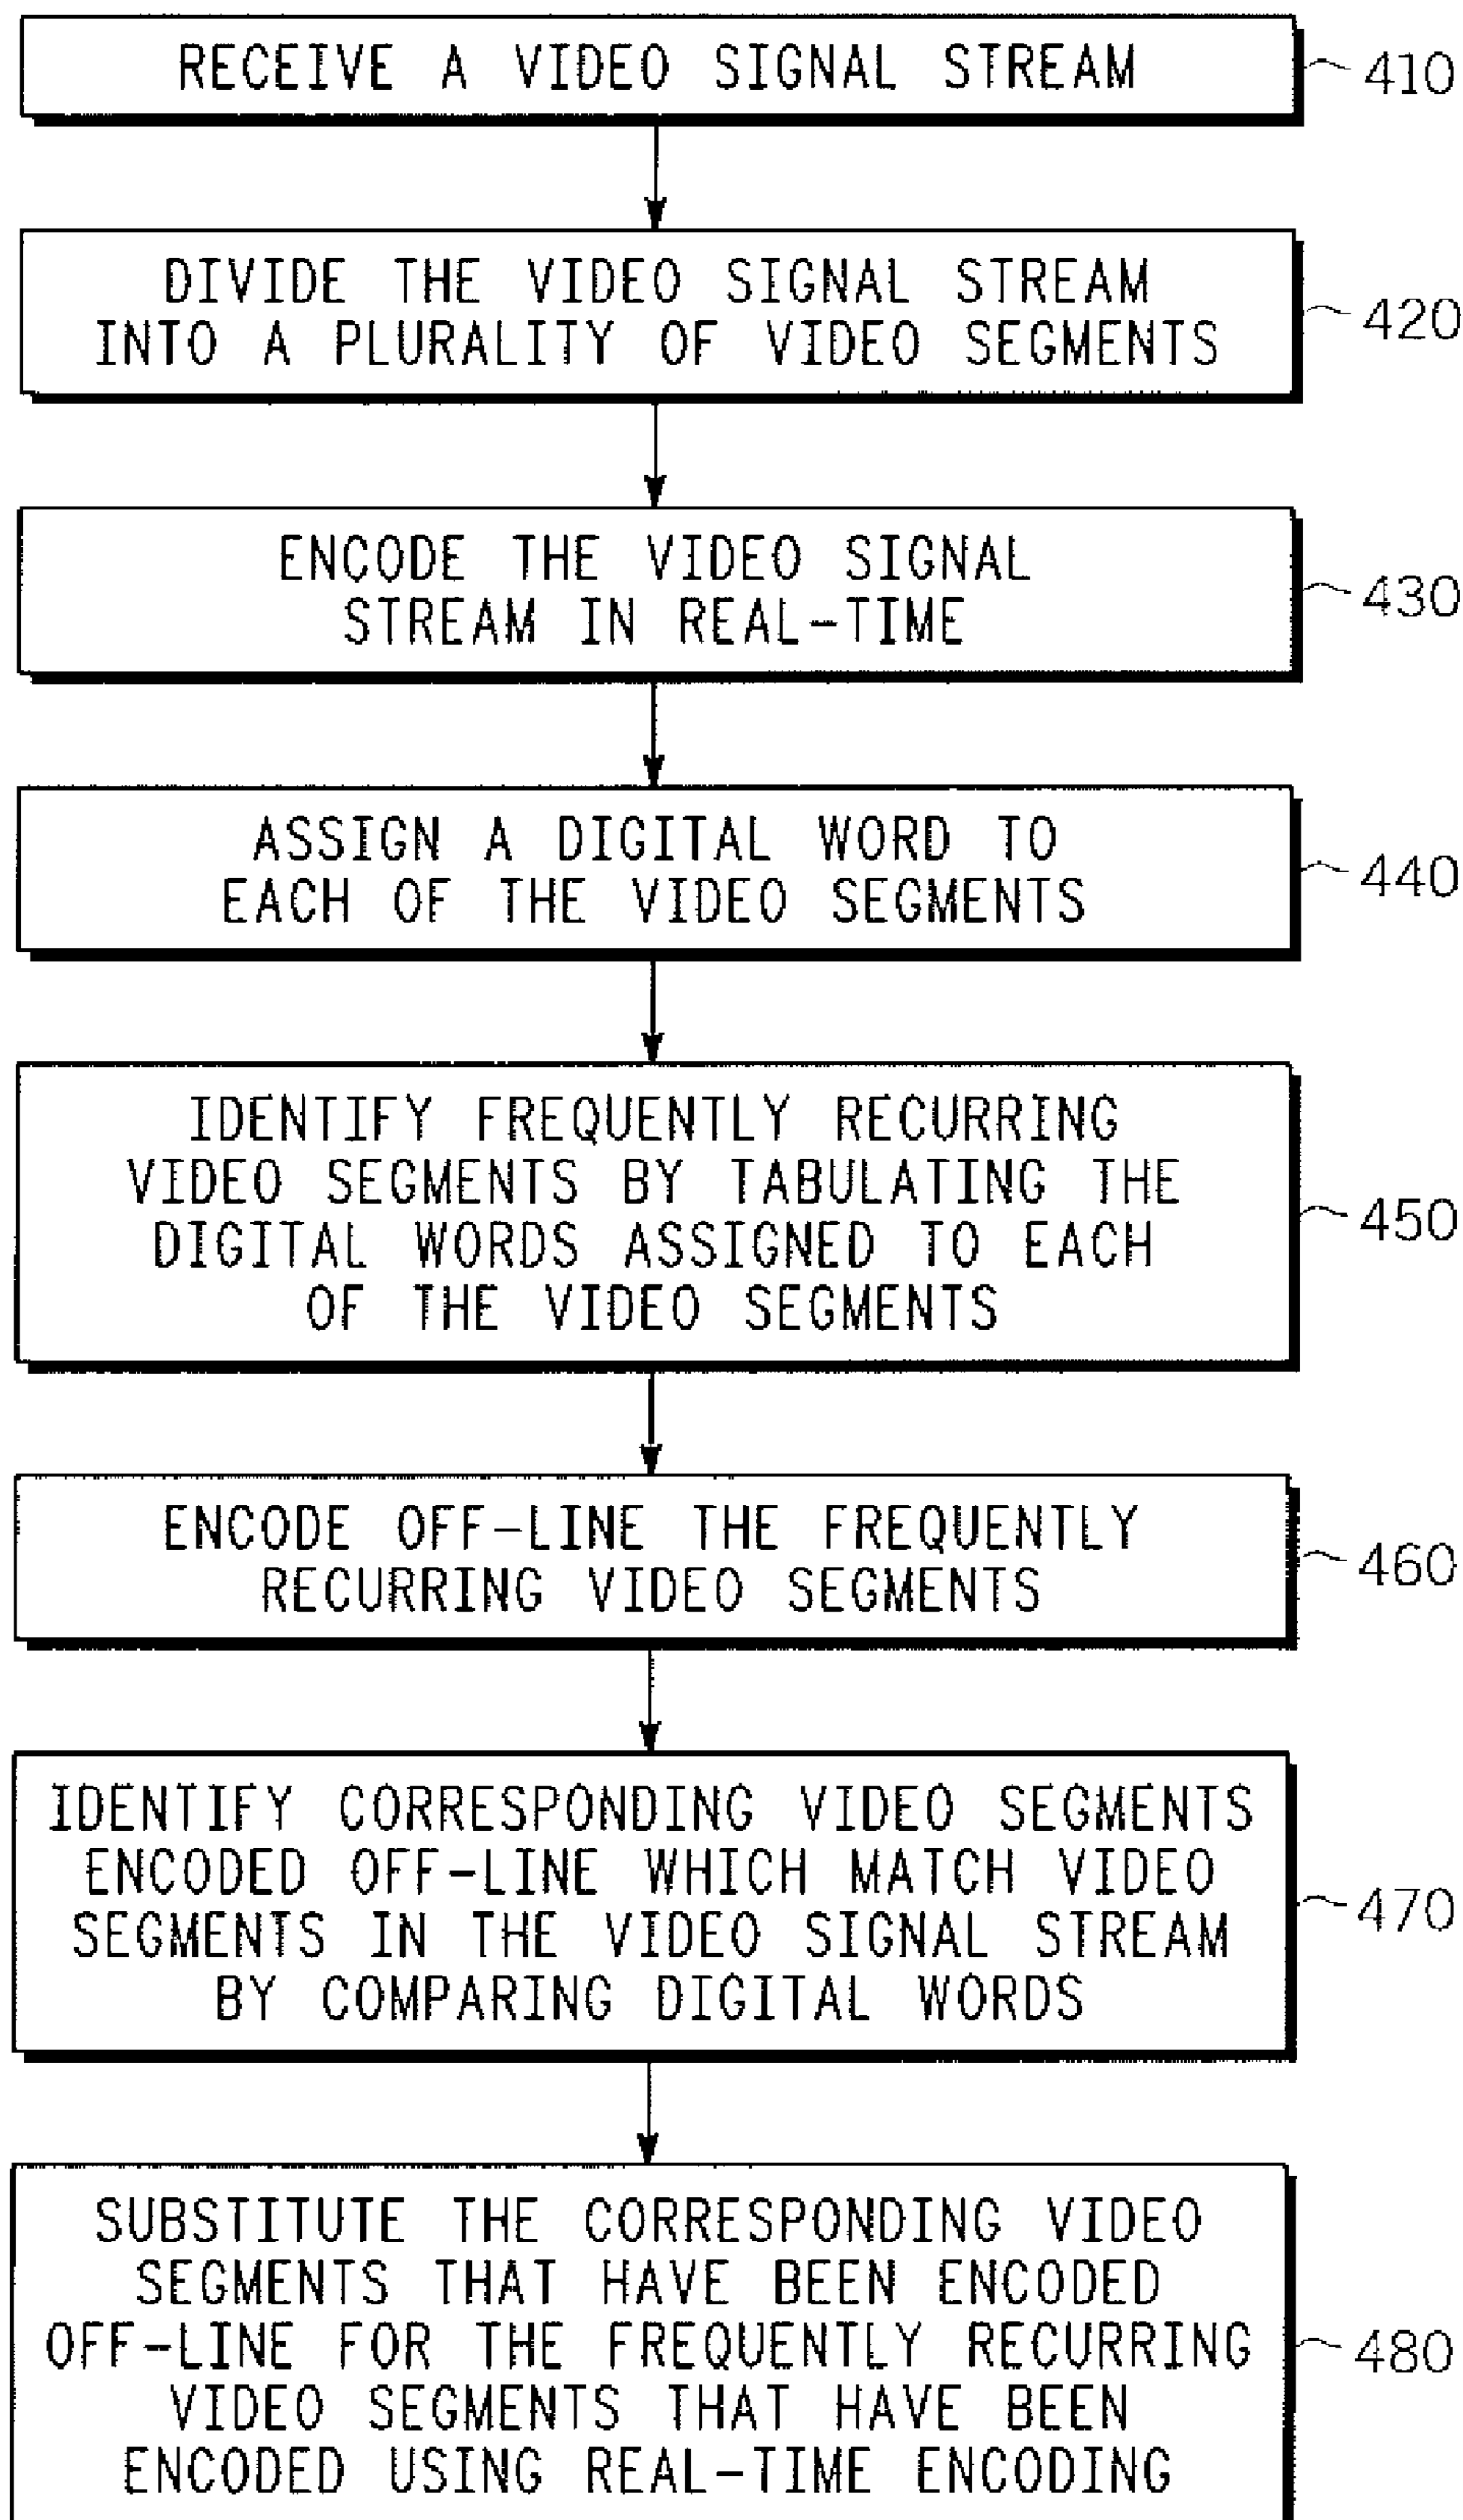 RECEIVE A VIDEO SIGNAL STREAM
410
DIVIDE THE VIDEO SIGNAL STREAM
INTO A PLURALITY OF VIDEO SEGMENTS
420
ENCODE THE VIDEO SIGNAL
STREAM IN REAL-TIME
430
ASSIGN A DIGITAL WORD TO
EACH OF THE VIDEO SEGMENTS
440
IDENTIFY FREQUENTLY RECURRING
VIDEO SEGMENTS BY TABULATING THE
DIGITAL WORDS ASSIGNED TO EACH
OF THE VIDEO SEGMENTS
450
ENCODE OFF-LINE THE FREQUENTLY
RECURRING VIDEO SEGMENTS
460
IDENTIFY CORRESPONDING VIDEO SEGMENTS
ENCODED OFF-LINE WHICH MATCH VIDEO
SEGMENTS IN THE VIDEO SIGNAL STREAM
BY COMPARING DIGITAL WORDS
470
SUBSTITUTE THE CORRESPONDING VIDEO
SEGMENTS THAT HAVE BEEN ENCODED
OFF-LINE FOR THE FREQUENTLY RECURRING
VIDEO SEGMENTS THAT HAVE BEEN
ENCODED USING REAL-TIME ENCODING
480